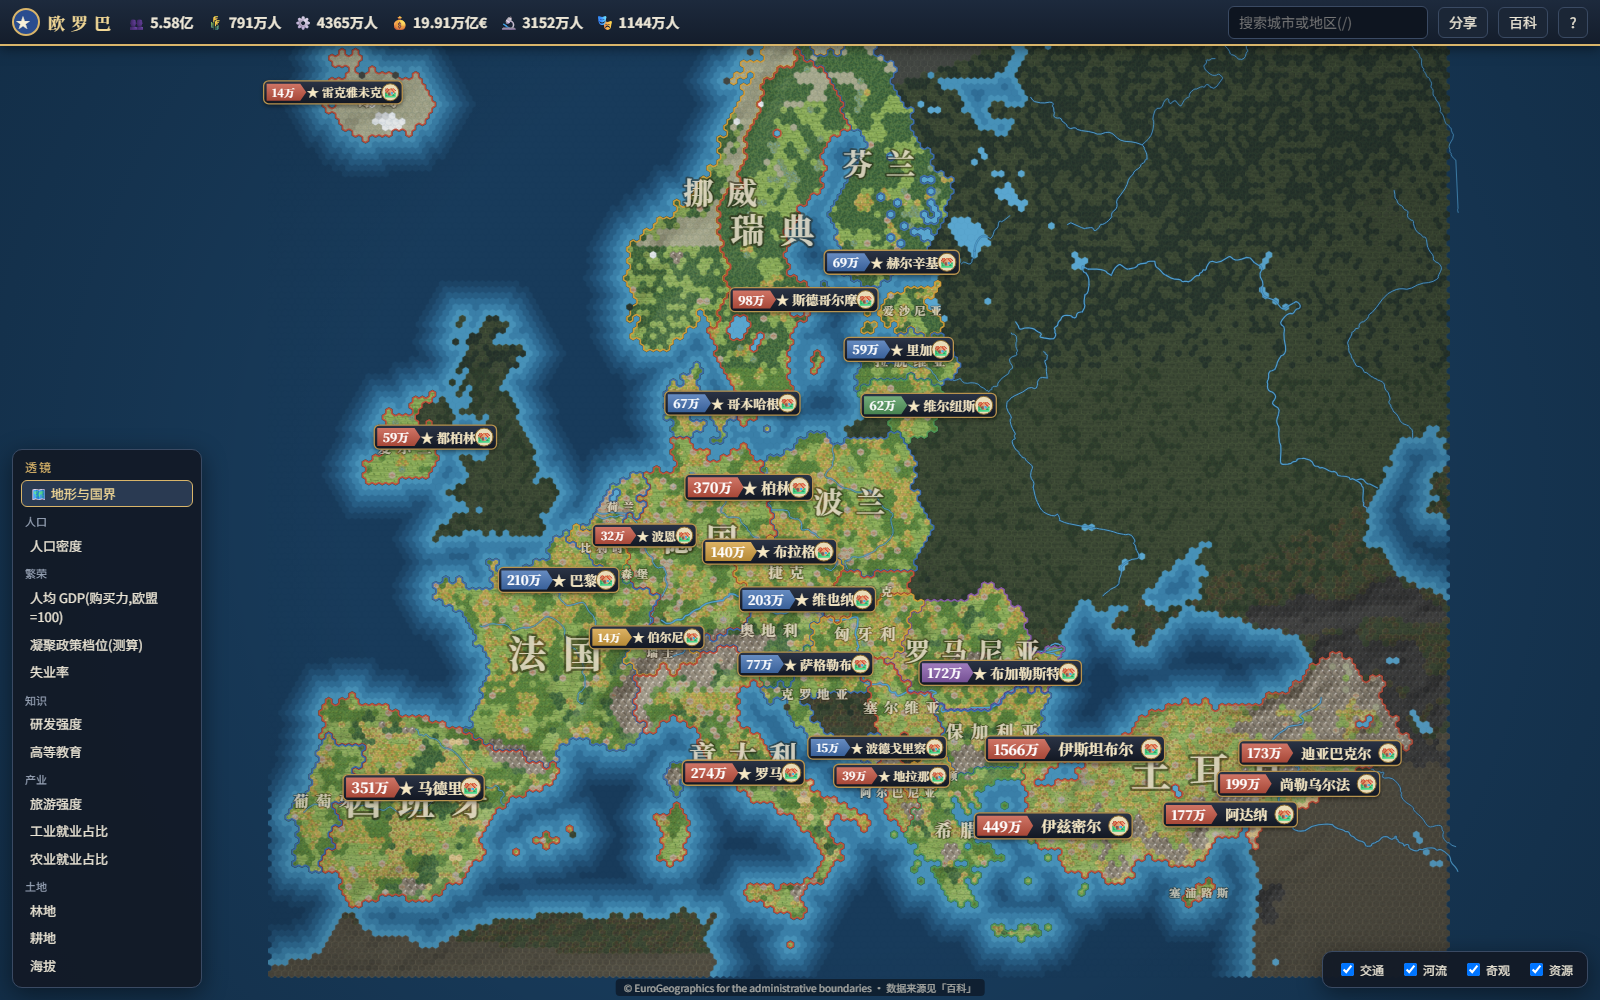 欧罗巴 5.58亿 791万人 4365万人 19.91万亿€ 3152万人 1144万人 搜索城市或地区(/) 分享 百科 ?
14万 ★ 雷克雅未克
芬兰
挪威
瑞典
69万 ★ 赫尔辛基
98万 ★ 斯德哥尔摩
爱沙尼亚
59万 ★ 里加
67万 ★ 哥本哈根
62万 ★ 维尔纽斯
59万 ★ 都柏林
370万 ★ 柏林
波兰
荷兰
32万 ★ 波恩
国
140万 ★ 布拉格
捷克
210万 ★ 巴黎
森堡
203万 ★ 维也纳
克
14万 ★ 伯尔尼
奥地利
匈牙利
法国
罗马尼亚
77万 ★ 萨格勒布
172万 ★ 布加勒斯特
克罗地亚
塞尔维亚
保加利亚
意大利
15万 ★ 波德戈里察
1566万 伊斯坦布尔
173万 迪亚巴克尔
274万 ★ 罗马
39万 ★ 地拉那
土耳
199万 尚勒乌尔法
351万 ★ 马德里
葡萄
西班牙
阿尔巴尼亚
177万 阿达纳
希腊
449万 伊兹密尔
塞浦路斯
透镜
地形与国界
人口
人口密度
繁荣
人均 GDP(购买力,欧盟
=100)
凝聚政策档位(测算)
失业率
知识
研发强度
高等教育
产业
旅游强度
工业就业占比
农业就业占比
土地
林地
耕地
海拔
交通 河流 奇观 资源
© EuroGeographics for the administrative boundaries · 数据来源见「百科」